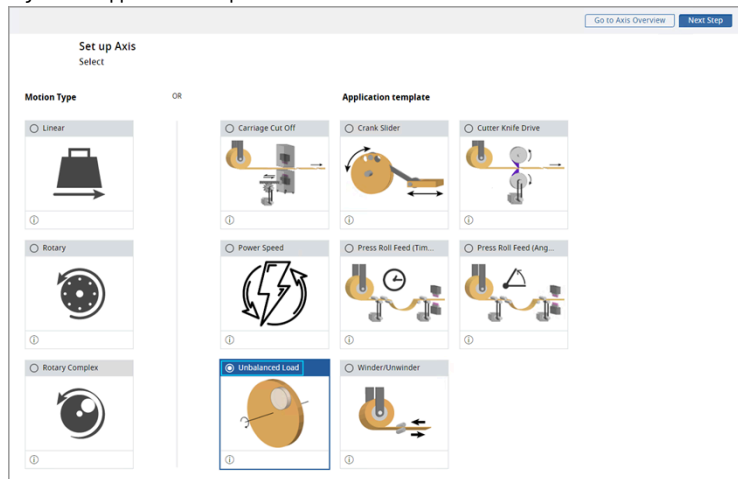 Go to Axis Overview
Next Step
Set up Axis
Select
Motion Type
OR
Application template
Linear
Carriage Cut Off
Crank Slider
Cutter Knife Drive
Rotary
Power Speed
Press Roll Feed (Tim...
Press Roll Feed (Ang...
Rotary Complex
Unbalanced Load
Winder/Unwinder